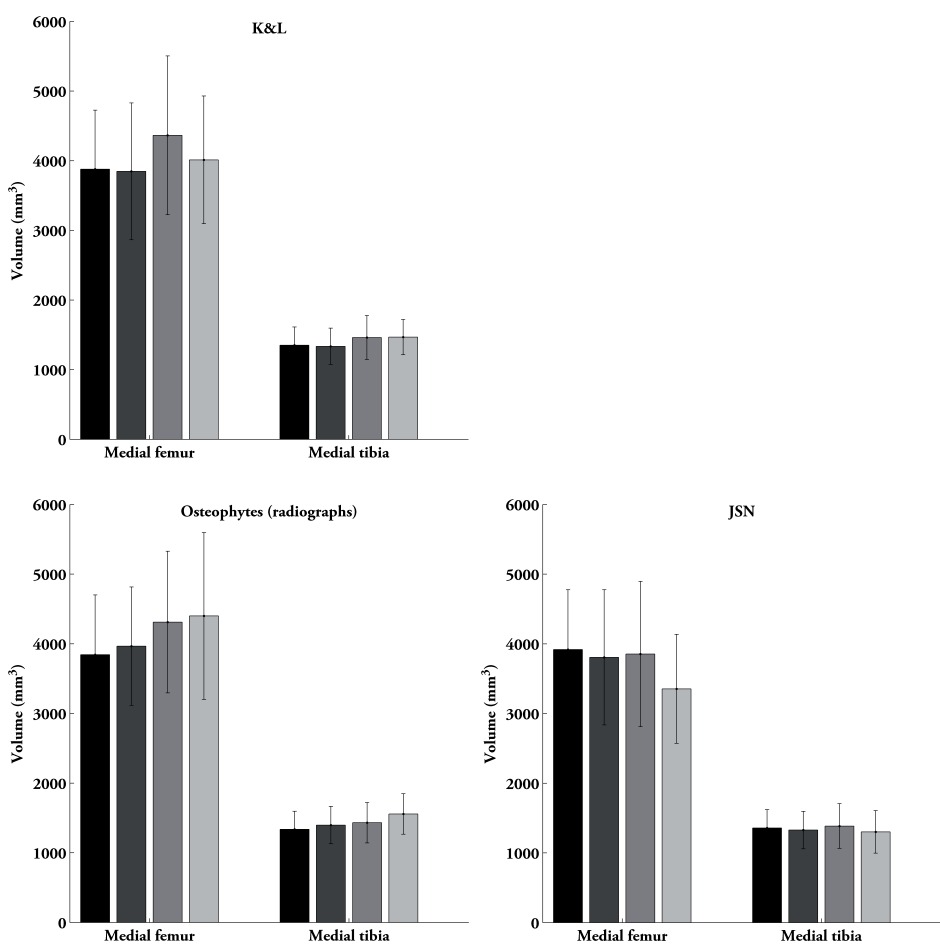 K&L
6000
5000
4000
3000
2000
1000
0
Volume (mm³)
Medial femur Medial tibia
Osteophytes (radiographs)
6000
5000
4000
3000
2000
1000
0
Volume (mm³)
Medial femur Medial tibia
JSN
6000
5000
4000
3000
2000
1000
0
Volume (mm³)
Medial femur Medial tibia